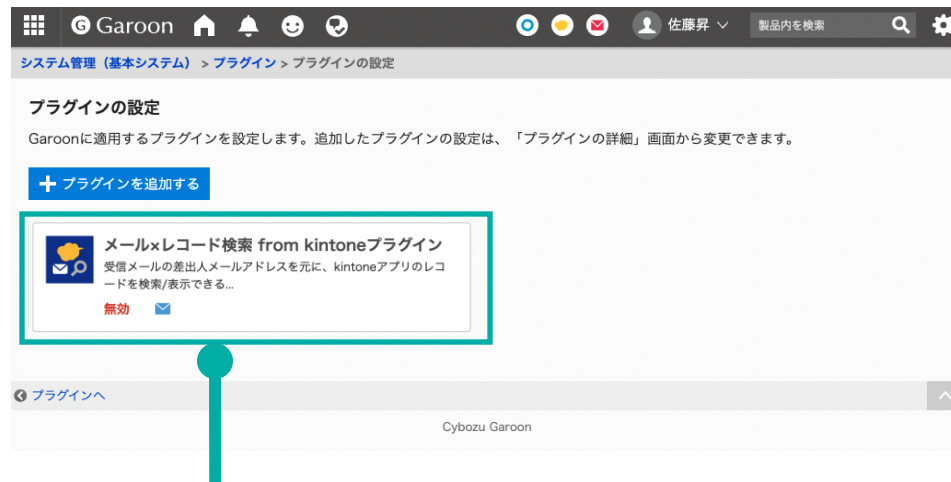 G Garoon 佐藤昇 製品内を検索
システム管理（基本システム） > プラグイン > プラグインの設定
プラグインの設定
Garoonに適用するプラグインを設定します。追加したプラグインの設定は、「プラグインの詳細」画面から変更できます。
プラグインを追加する
メール×レコード検索 from kintoneプラグイン
受信メールの差出人メールアドレスを元に、kintoneアプリのレコ
ードを検索/表示できる...
無効
プラグインへ
Cybozu Garoon